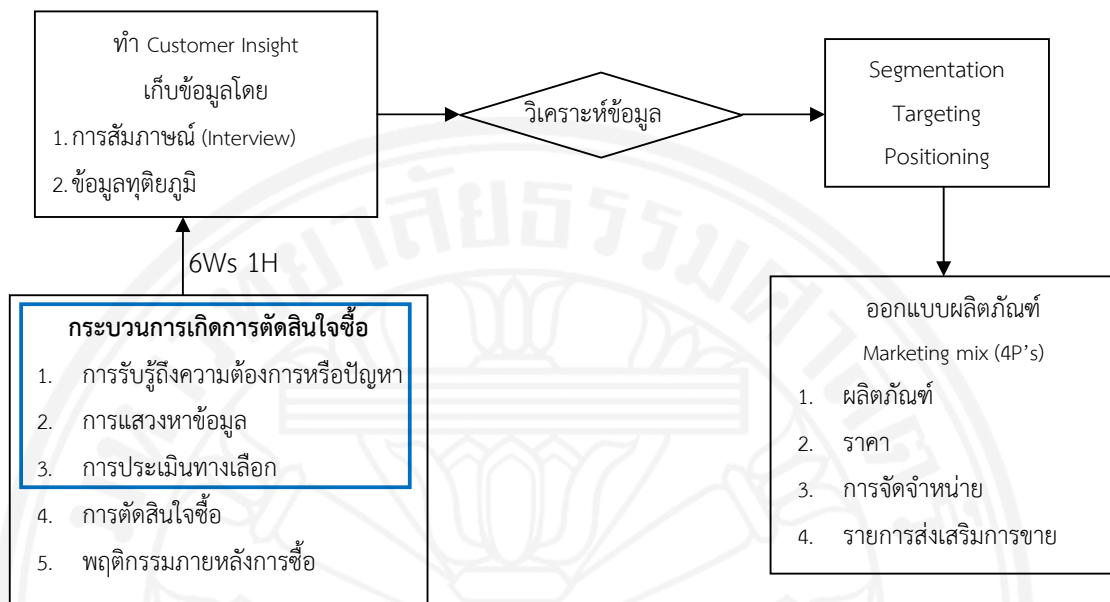 ทำ Customer Insight
เก็บข้อมูลโดย
1. การสัมภาษณ์ (Interview)
2. ข้อมูลทุติยภูมิ
วิเคราะห์ข้อมูล
Segmentation
Targeting
Positioning
6Ws 1H
กระบวนการเกิดการตัดสินใจซื้อ
1. การรับรู้ถึงความต้องการหรือปัญหา
2. การแสวงหาข้อมูล
3. การประเมินทางเลือก
4. การตัดสินใจซื้อ
5. พฤติกรรมภายหลังการซื้อ
ออกแบบผลิตภัณฑ์
Marketing mix (4P’s)
1. ผลิตภัณฑ์
2. ราคา
3. การจัดจำหน่าย
4. รายการส่งเสริมการขาย